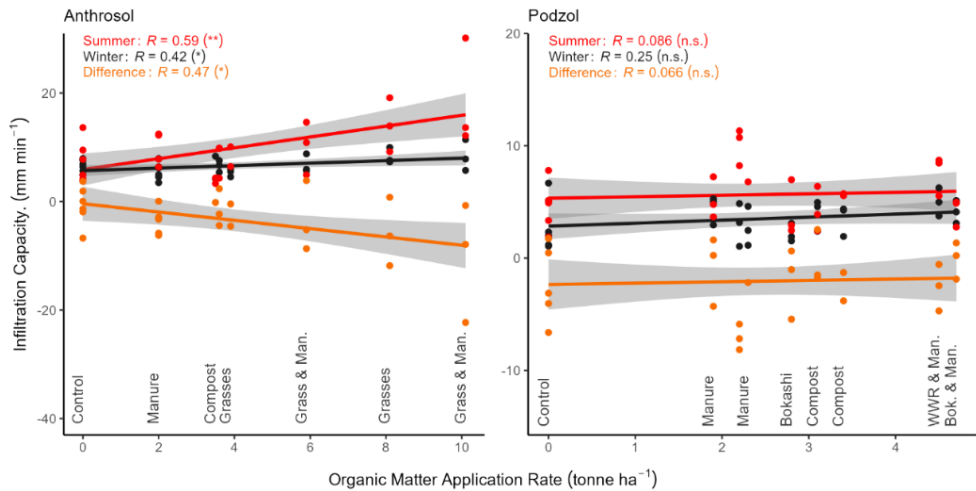 Anthrosol
Summer: R = 0.59 (**)
Winter: R = 0.42 (*)
Difference: R = 0.47 (*)
20
0
-20
-40
Control
Manure
Compost
Grasses
Grass & Man.
Grasses
Grass & Man.
0
2
4
6
8
10
Podzol
Summer: R = 0.086 (n.s.)
Winter: R = 0.25 (n.s.)
Difference: R = 0.066 (n.s.)
20
10
0
-10
Control
Manure
Manure
Bokashi
Compost
Compost
WWR & Man.
Bok. & Man.
0
1
2
3
4
Infiltration Capacity. (mm min⁻¹)
Organic Matter Application Rate (tonne ha⁻¹)